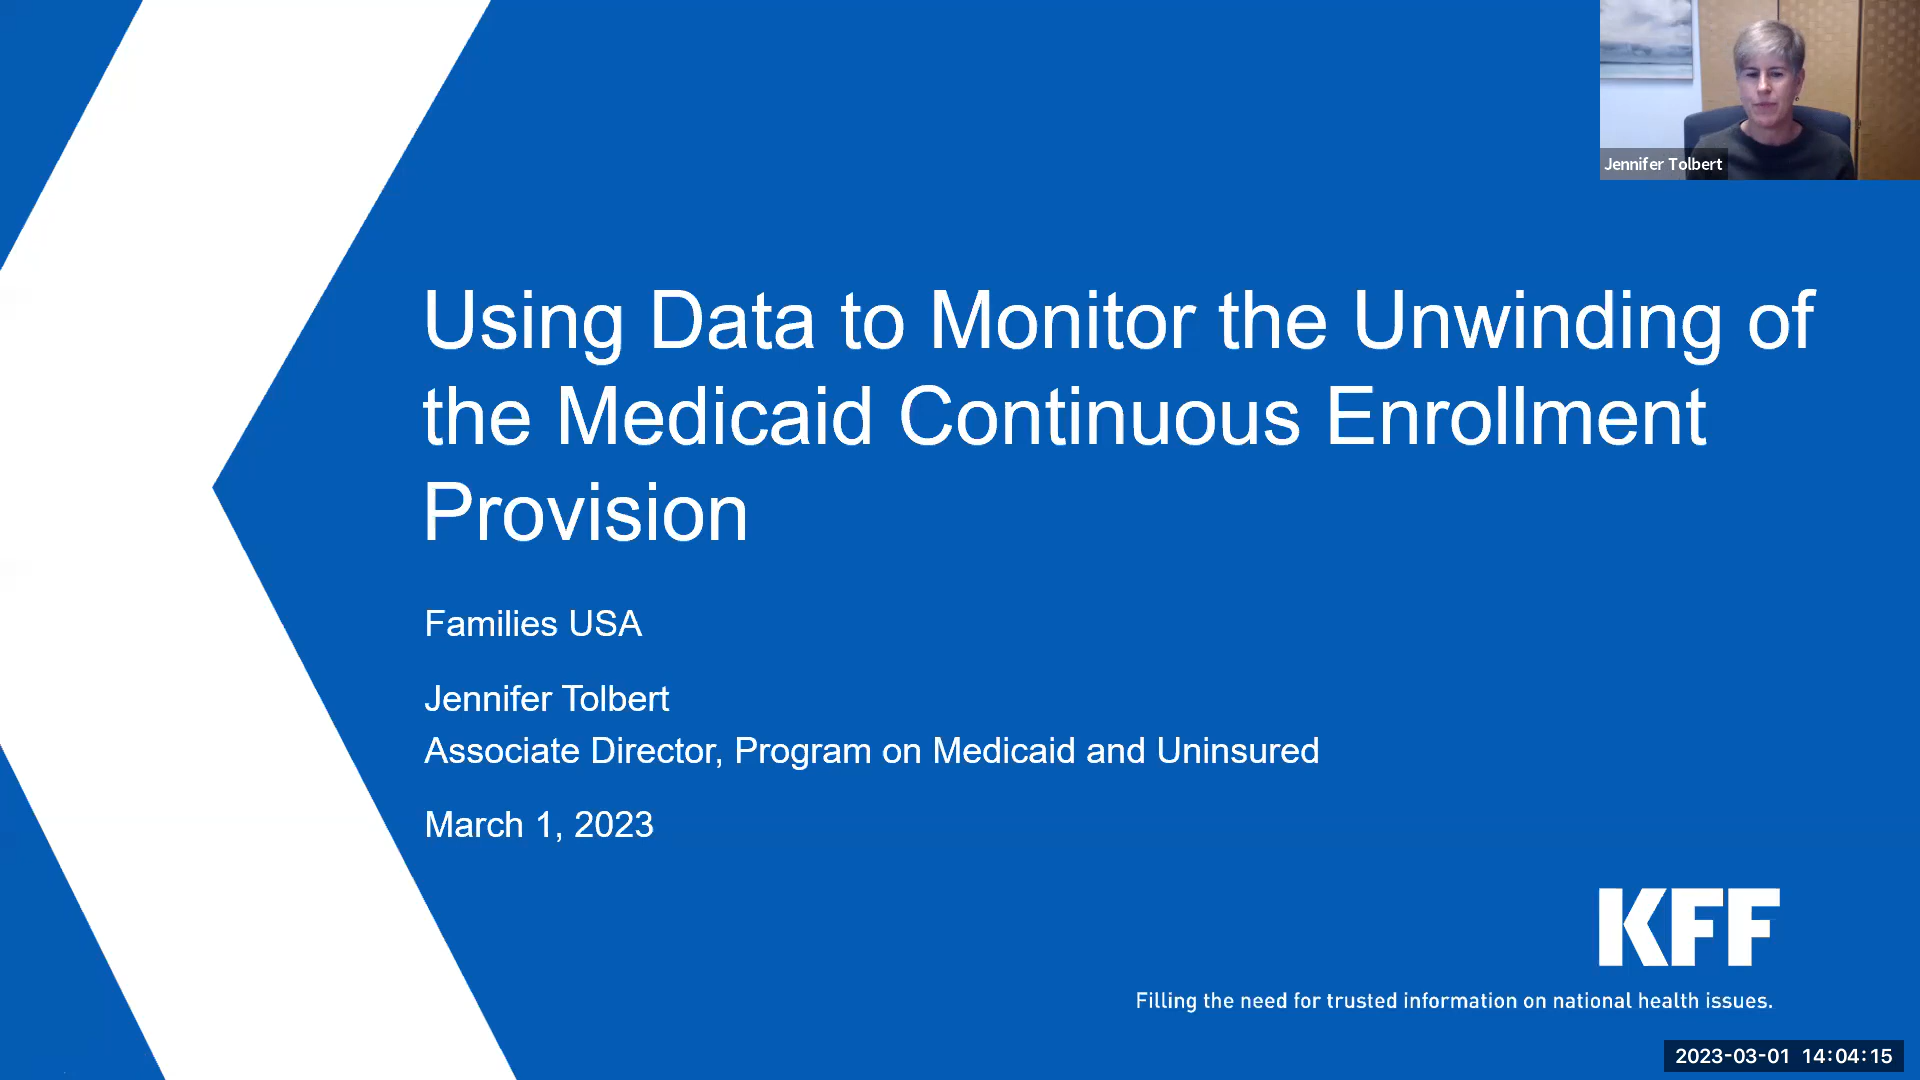 Jennifer Tolbert
Using Data to Monitor the Unwinding of
the Medicaid Continuous Enrollment
Provision
Families USA
Jennifer Tolbert
Associate Director, Program on Medicaid and Uninsured
March 1, 2023
KFF
Filling the need for trusted information on national health issues.
2023-03-01 14:04:15